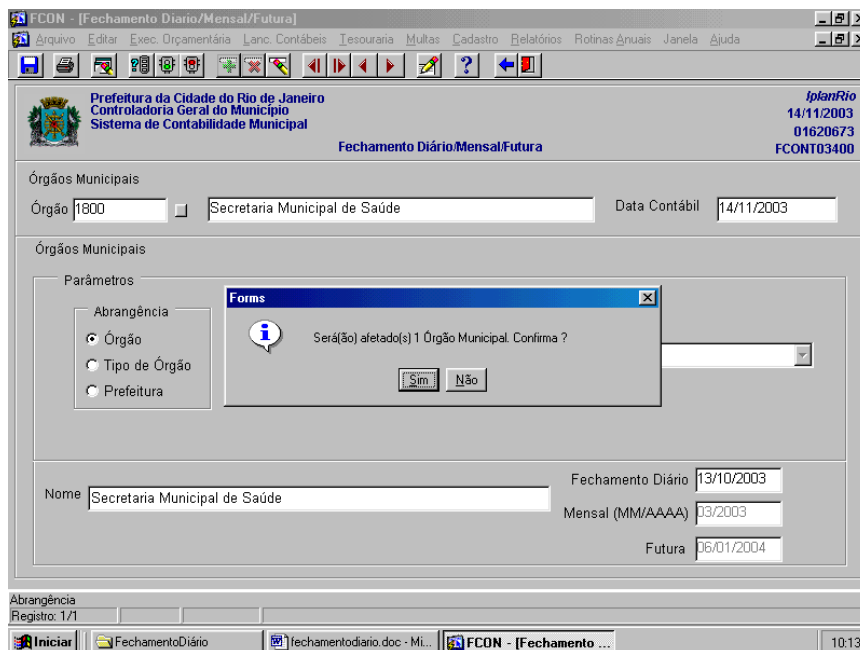 FCON - [Fechamento Diario/Mensal/Futura]
Arquivo Editar Exec. Orçamentária Lanc. Contábeis Tesouraria Multas Cadastro Relatórios Rotinas Anuais Janela Ajuda
Prefeitura da Cidade do Rio de Janeiro
Controladoria Geral do Município
Sistema de Contabilidade Municipal
Fechamento Diário/Mensal/Futura
IplanRio
14/11/2003
01620673
FCONT03400
Órgãos Municipais
Órgão 1800 Secretaria Municipal de Saúde Data Contábil 14/11/2003
Órgãos Municipais
Parâmetros
Abrangência
Órgão
Tipo de Órgão
Prefeitura
Forms
Será(ão) afetado(s) 1 Órgão Municipal. Confirma ?
Sim Não
Nome Secretaria Municipal de Saúde
Fechamento Diário 13/10/2003
Mensal (MM/AAAA) 03/2003
Futura 06/01/2004
Abrangência
Registro: 1/1
Iniciar FechamentoDiário fechamentodiario.doc - Mi... FCON - [Fechamento ... 10:13